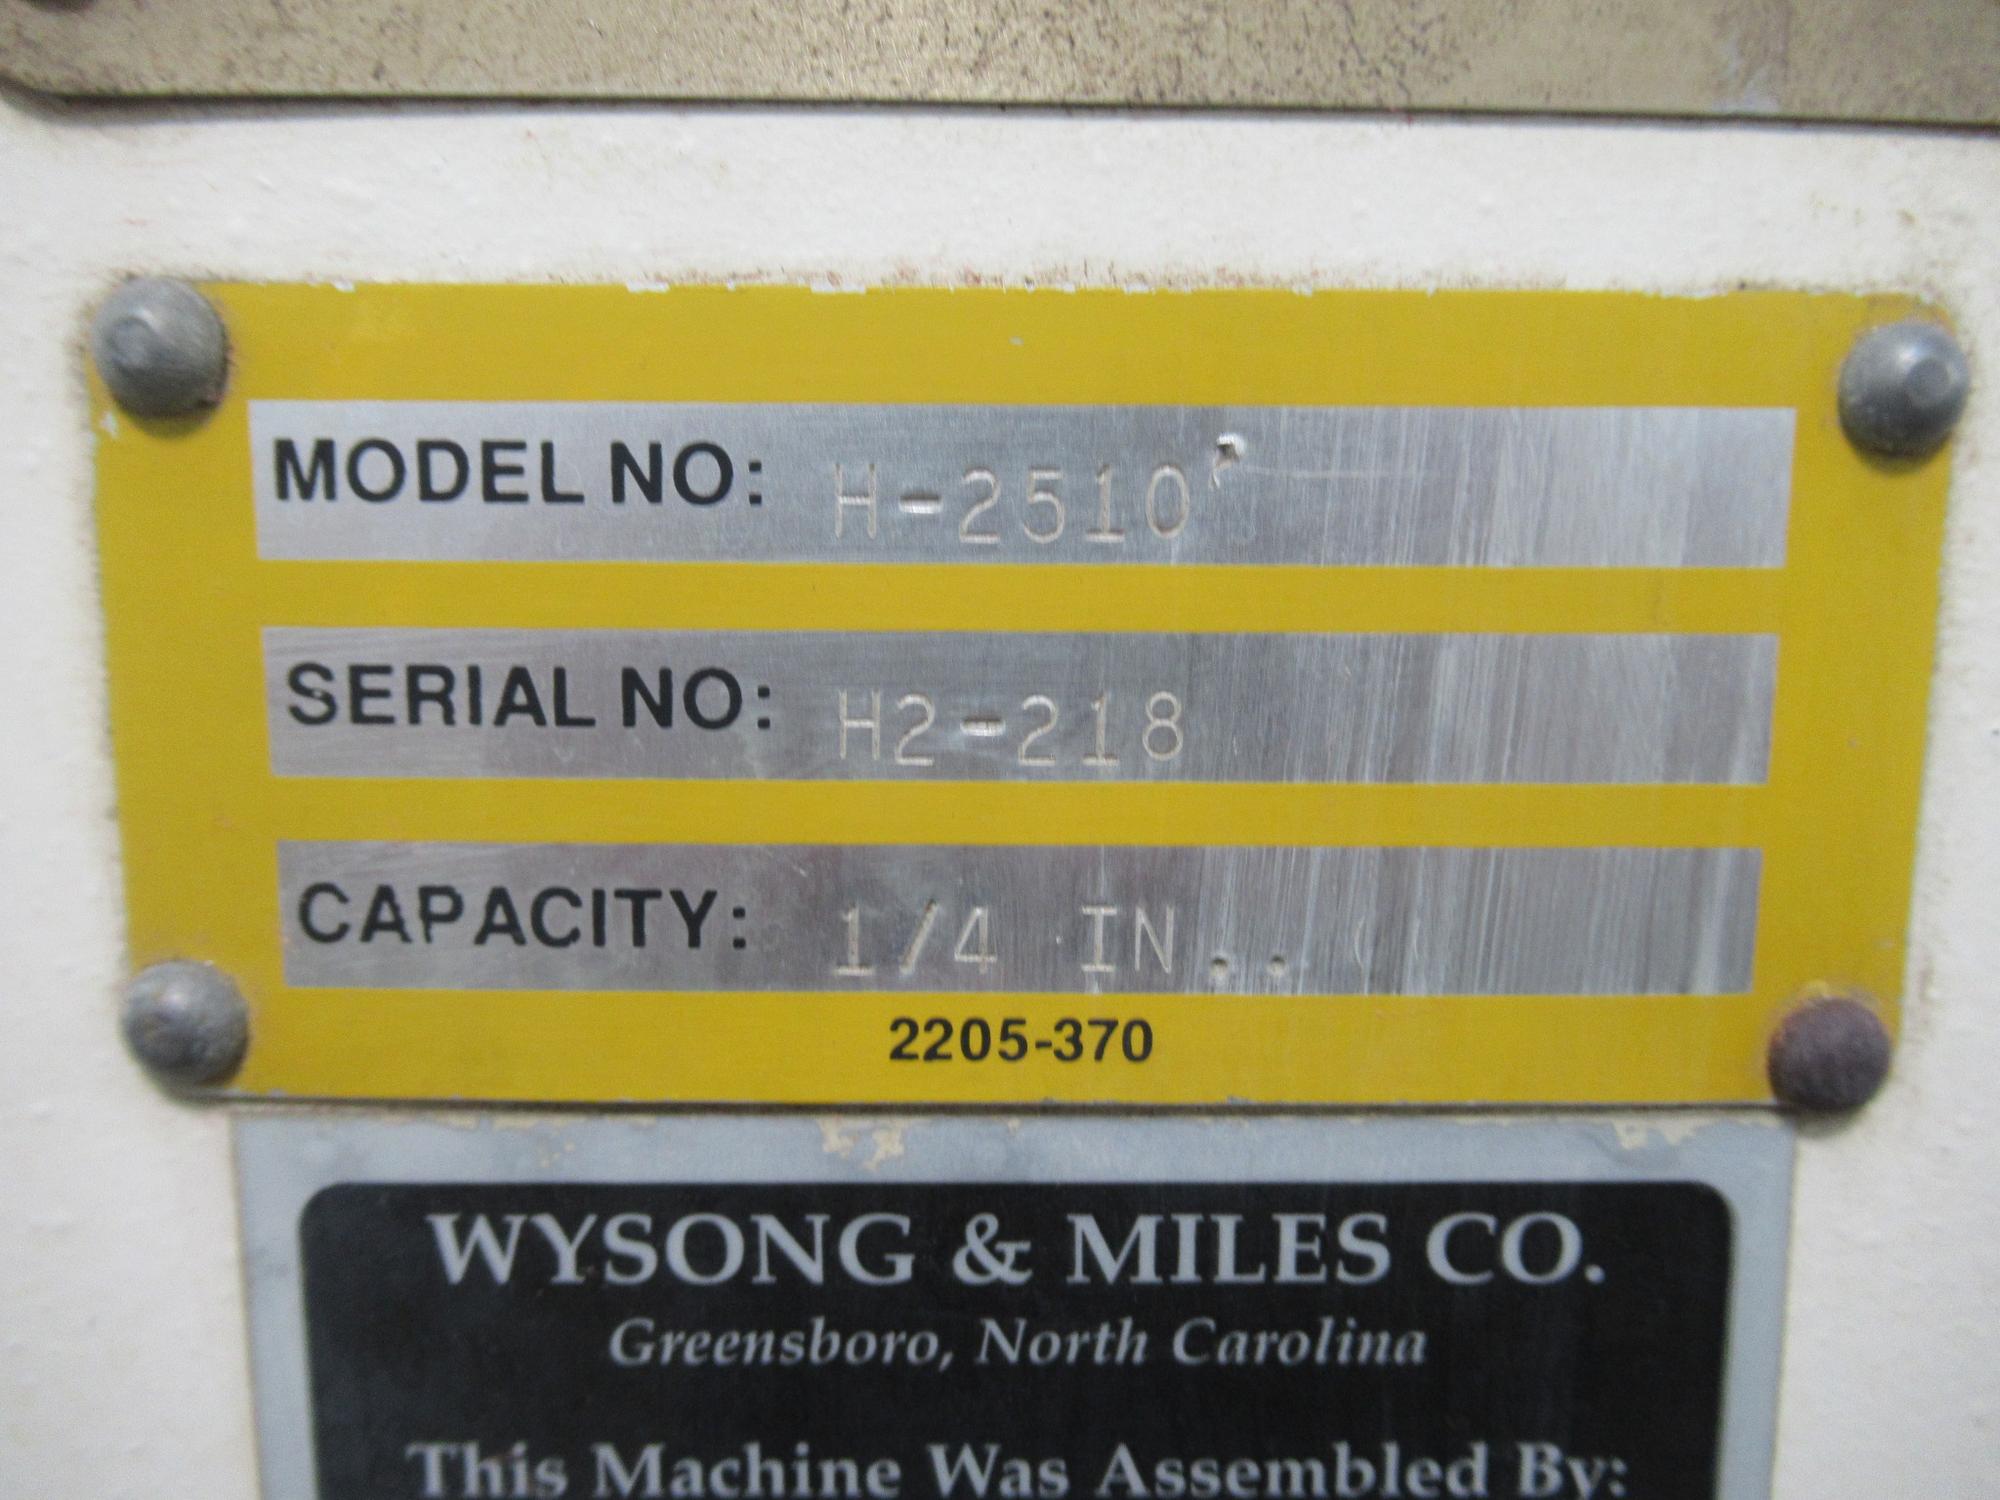 MODEL NO: H-2510
SERIAL NO: H2-218
CAPACITY: 1/4 IN..
2205-370
WYSONG & MILES CO.
Greensboro, North Carolina
This Machine Was Assembled By: